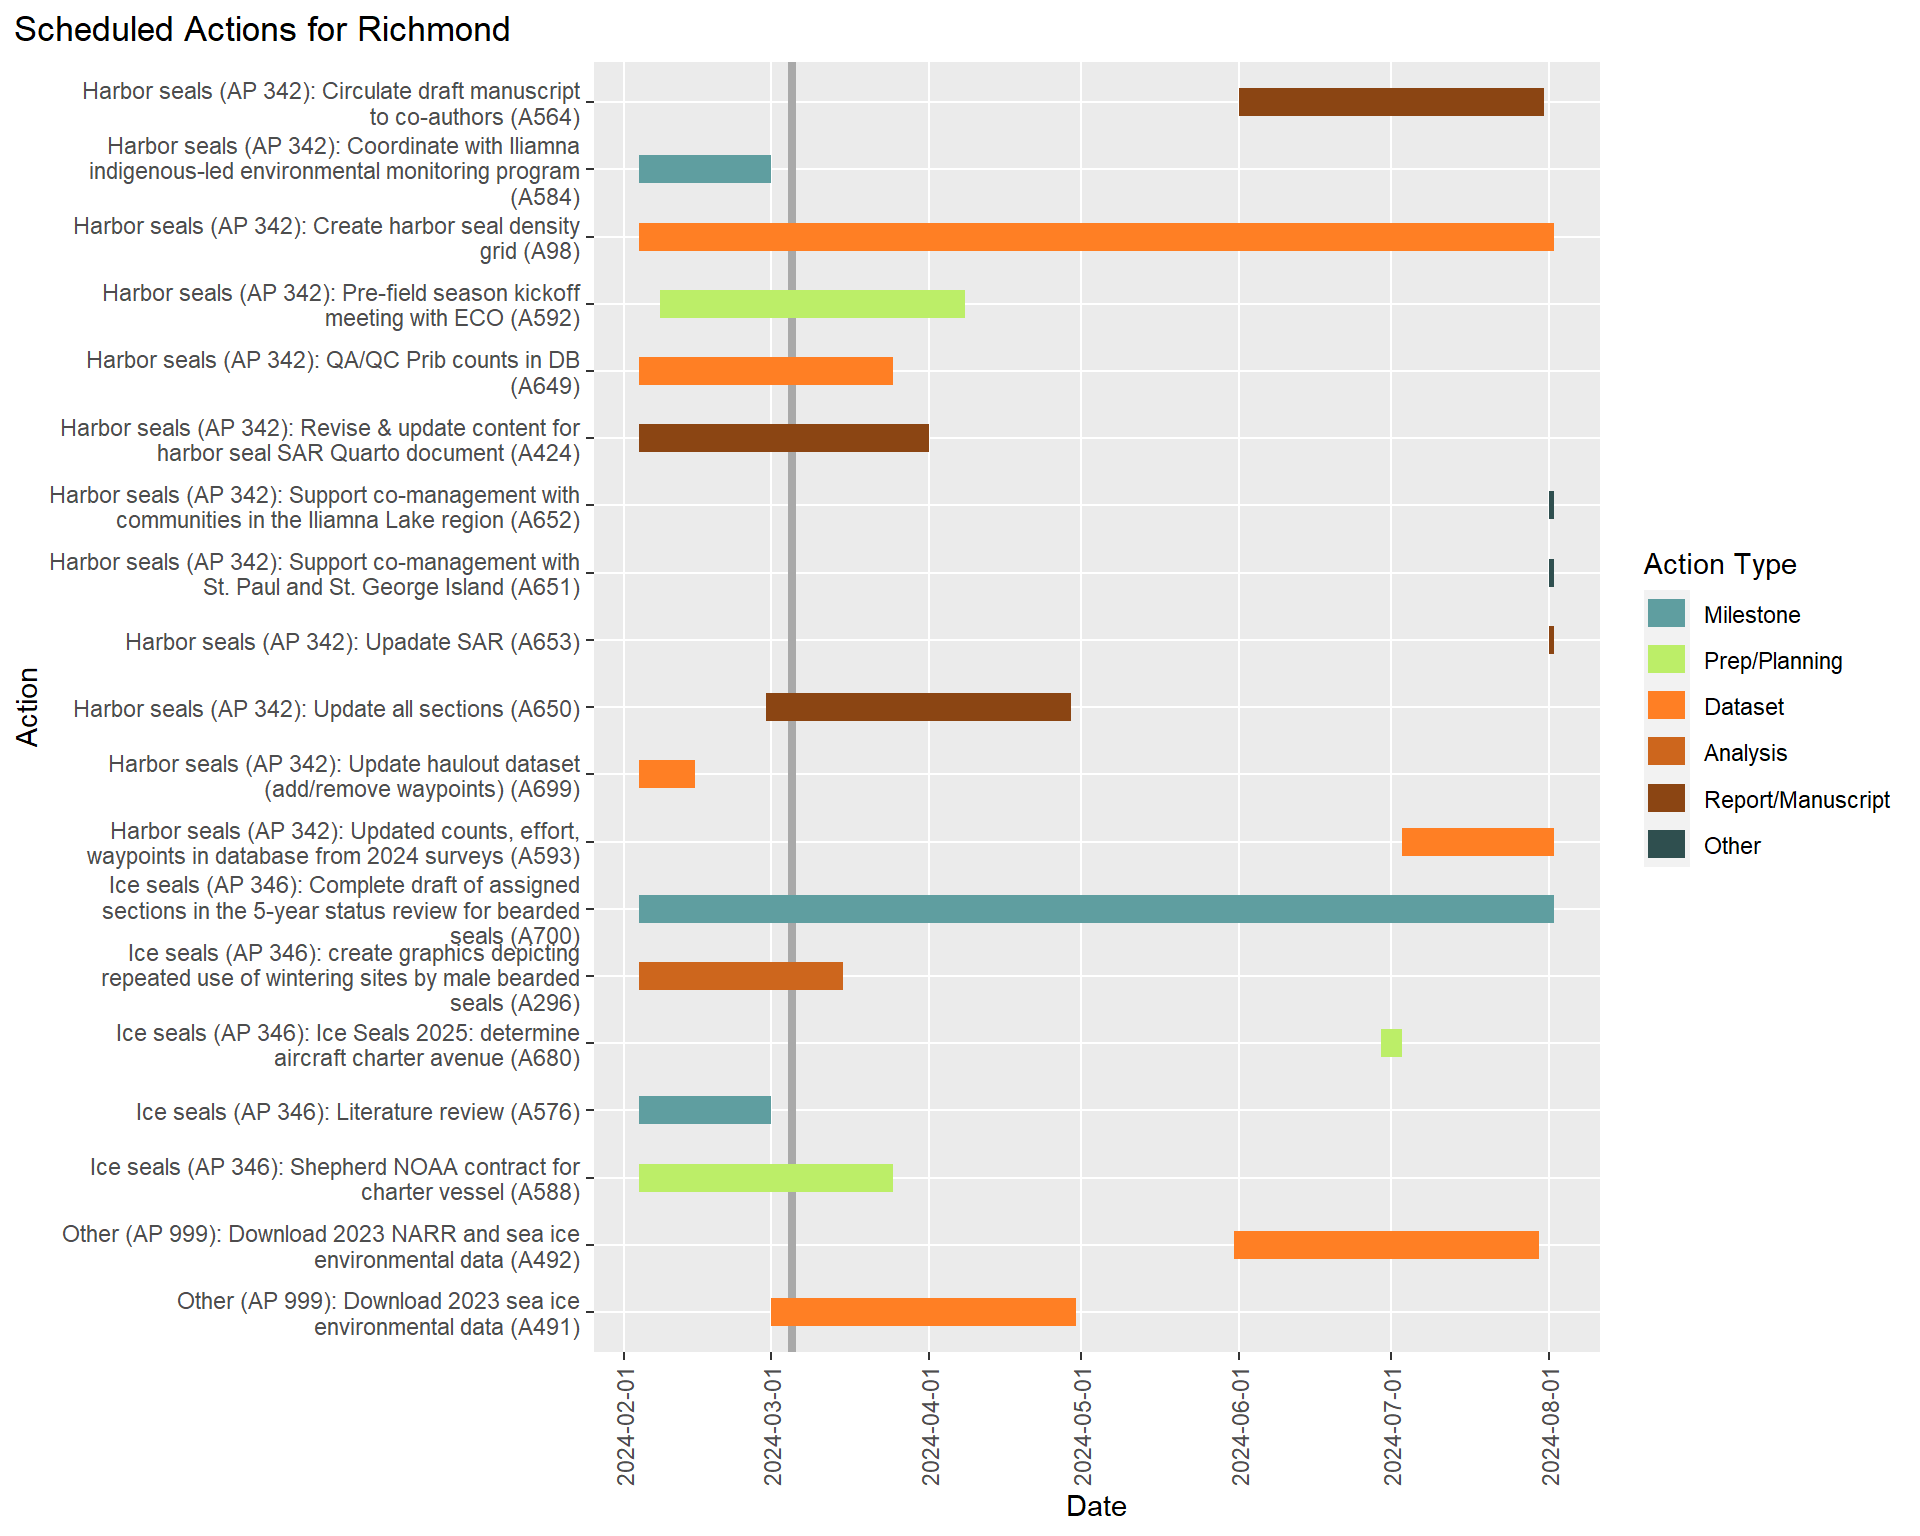 Scheduled Actions for Richmond
Harbor seals (AP 342): Circulate draft manuscript
to co-authors (A564)
Harbor seals (AP 342): Coordinate with Iliamna
indigenous-led environmental monitoring program
(A584)
Harbor seals (AP 342): Create harbor seal density
grid (A98)
Harbor seals (AP 342): Pre-field season kickoff
meeting with ECO (A592)
Harbor seals (AP 342): QA/QC Prib counts in DB
(A649)
Harbor seals (AP 342): Revise & update content for
harbor seal SAR Quarto document (A424)
Harbor seals (AP 342): Support co-management with
communities in the Iliamna Lake region (A652)
Harbor seals (AP 342): Support co-management with
St. Paul and St. George Island (A651)
Harbor seals (AP 342): Upadate SAR (A653)
Harbor seals (AP 342): Update all sections (A650)
Harbor seals (AP 342): Update haulout dataset
(add/remove waypoints) (A699)
Harbor seals (AP 342): Updated counts, effort,
waypoints in database from 2024 surveys (A593)
Ice seals (AP 346): Complete draft of assigned
sections in the 5-year status review for bearded
seals (A700)
Ice seals (AP 346): create graphics depicting
repeated use of wintering sites by male bearded
seals (A296)
Ice seals (AP 346): Ice Seals 2025: determine
aircraft charter avenue (A680)
Ice seals (AP 346): Literature review (A576)
Ice seals (AP 346): Shepherd NOAA contract for
charter vessel (A588)
Other (AP 999): Download 2023 NARR and sea ice
environmental data (A492)
Other (AP 999): Download 2023 sea ice
environmental data (A491)
Action
2024-02-01
2024-03-01
2024-04-01
2024-05-01
2024-06-01
2024-07-01
2024-08-01
Date
Action Type
Milestone
Prep/Planning
Dataset
Analysis
Report/Manuscript
Other